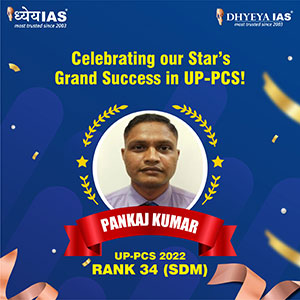 ध्येय IAS
most trusted since 2003
DHYEYA IAS
most trusted since 2003
Celebrating our Star's
Grand Success in UP-PCS!
PANKAJ KUMAR
UP-PCS 2022
RANK 34 (SDM)